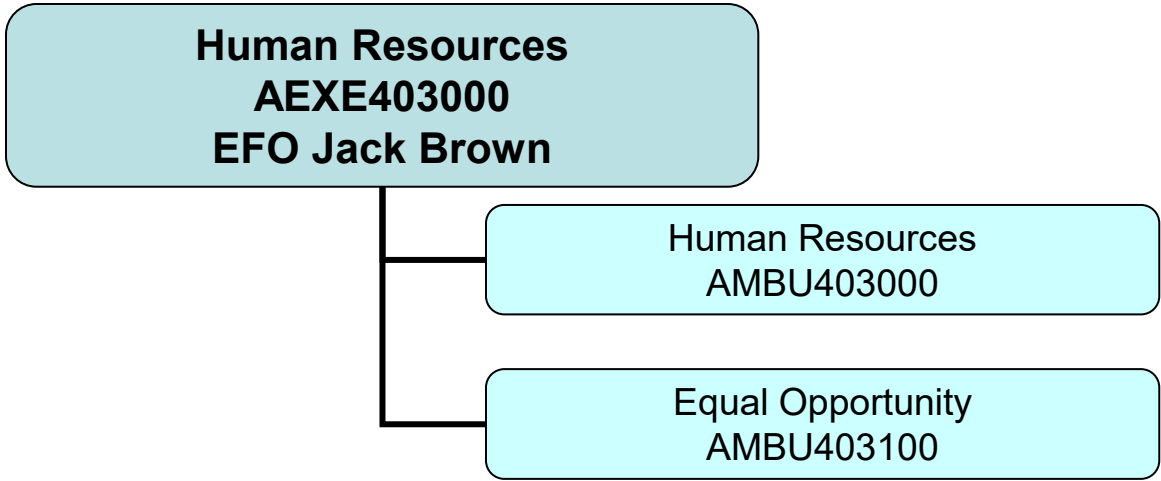 Human Resources
AEXE403000
EFO Jack Brown
Human Resources
AMBU403000
Equal Opportunity
AMBU403100